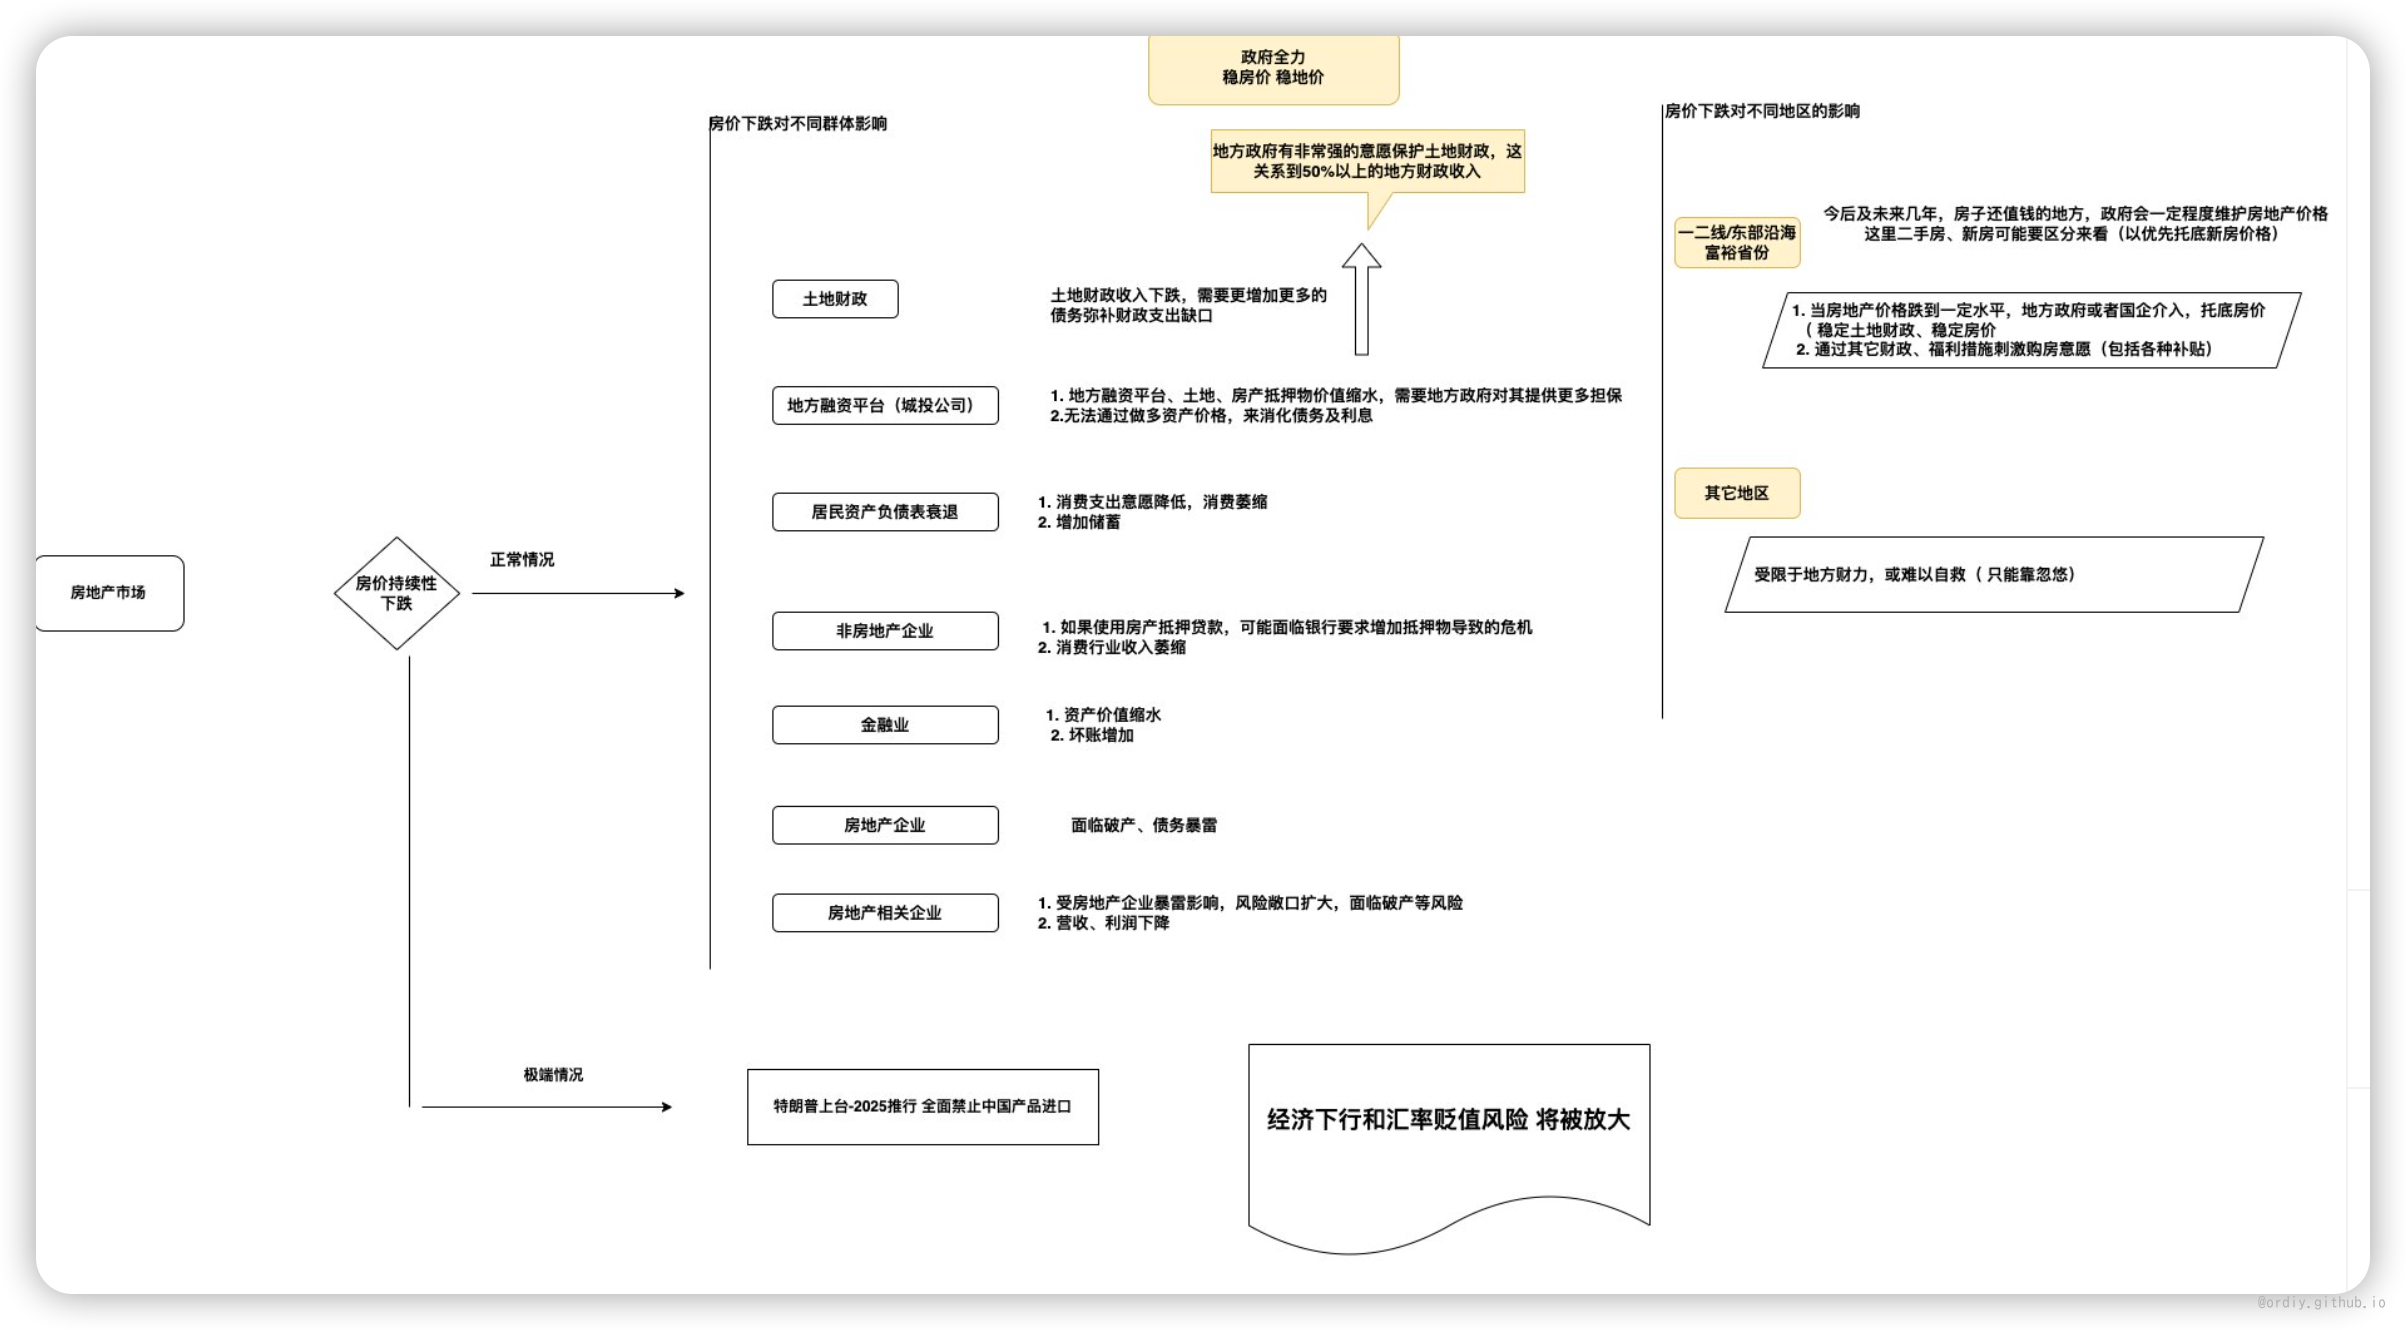 政府全力
稳房价 稳地价
房价下跌对不同群体影响
地方政府有非常强的意愿保护土地财政，这
关系到50%以上的地方财政收入
土地财政
土地财政收入下跌，需要更增加更多的
债务弥补财政支出缺口
地方融资平台（城投公司）
1. 地方融资平台、土地、房产抵押物价值缩水，需要地方政府对其提供更多担保
2.无法通过做多资产价格，来消化债务及利息
居民资产负债表衰退
1. 消费支出意愿降低，消费萎缩
2. 增加储蓄
房地产市场
房价持续性
下跌
正常情况
非房地产企业
1. 如果使用房产抵押贷款，可能面临银行要求增加抵押物导致的危机
2. 消费行业收入萎缩
金融业
1. 资产价值缩水
2. 坏账增加
房地产企业
面临破产、债务暴雷
房地产相关企业
1. 受房地产企业暴雷影响，风险敞口扩大，面临破产等风险
2. 营收、利润下降
房价下跌对不同地区的影响
一二线/东部沿海
富裕省份
今后及未来几年，房子还值钱的地方，政府会一定程度维护房地产价格
这里二手房、新房可能要区分来看（以优先托底新房价格）
1. 当房地产价格跌到一定水平，地方政府或者国企介入，托底房价
（ 稳定土地财政、稳定房价
2. 通过其它财政、福利措施刺激购房意愿（包括各种补贴）
其它地区
受限于地方财力，或难以自救（ 只能靠忽悠）
极端情况
特朗普上台-2025推行 全面禁止中国产品进口
经济下行和汇率贬值风险 将被放大
@ordiy.github.io